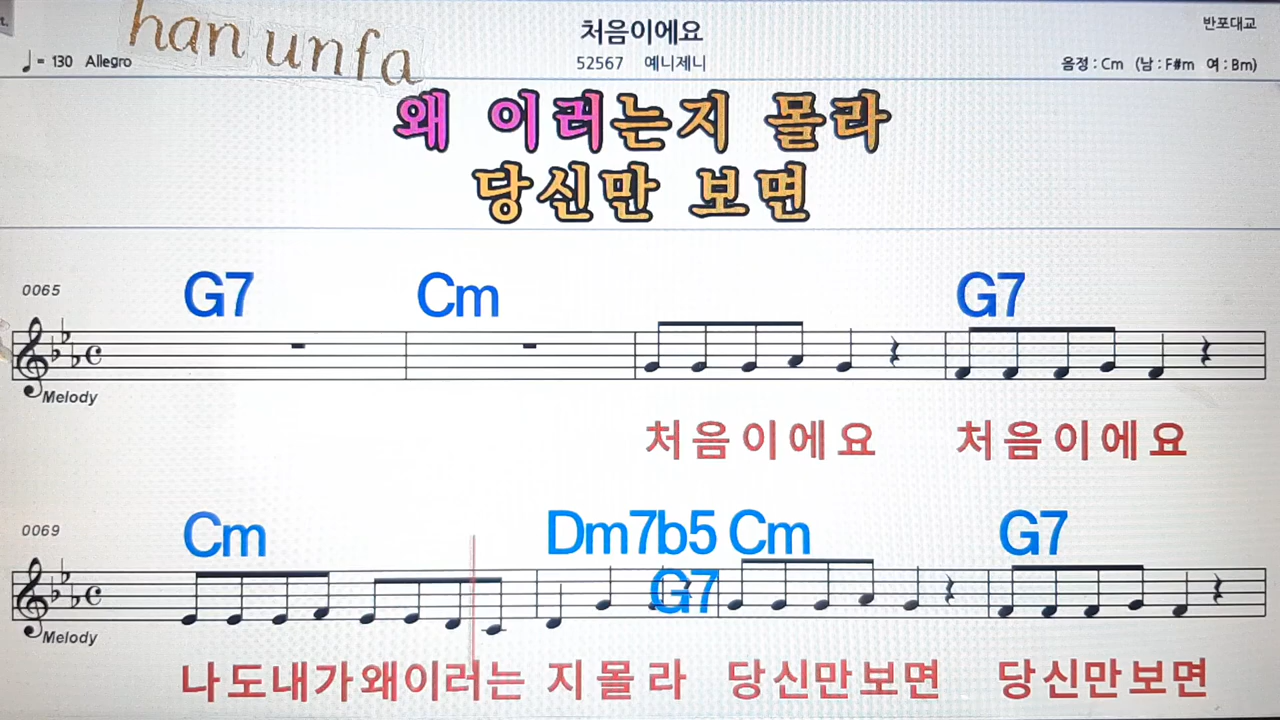 han unfa
처음이에요
반포대교
♩= 130 Allegro
52567 예니제니
음정 : Cm (남 : F#m 여 : Bm)
왜 이러는지 몰라
당신만 보면
0065
G7 Cm G7
Melody
처음이에요 처음이에요
0069
Cm Dm7b5 Cm G7
G7
Melody
나도내가왜이러는 지몰라 당신만보면 당신만보면